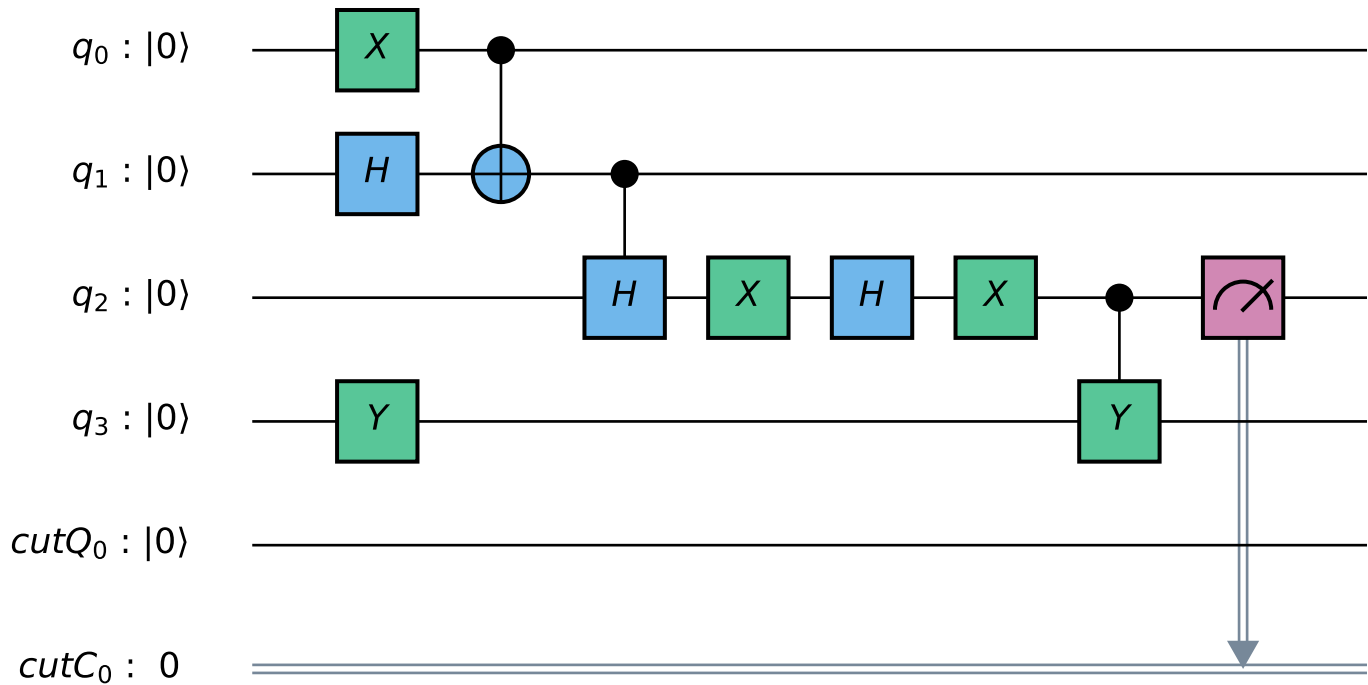 q₀ : |0⟩ X
q₁ : |0⟩ H
q₂ : |0⟩ H X H X
q₃ : |0⟩ Y Y
cutQ₀ : |0⟩
cutC₀ : 0